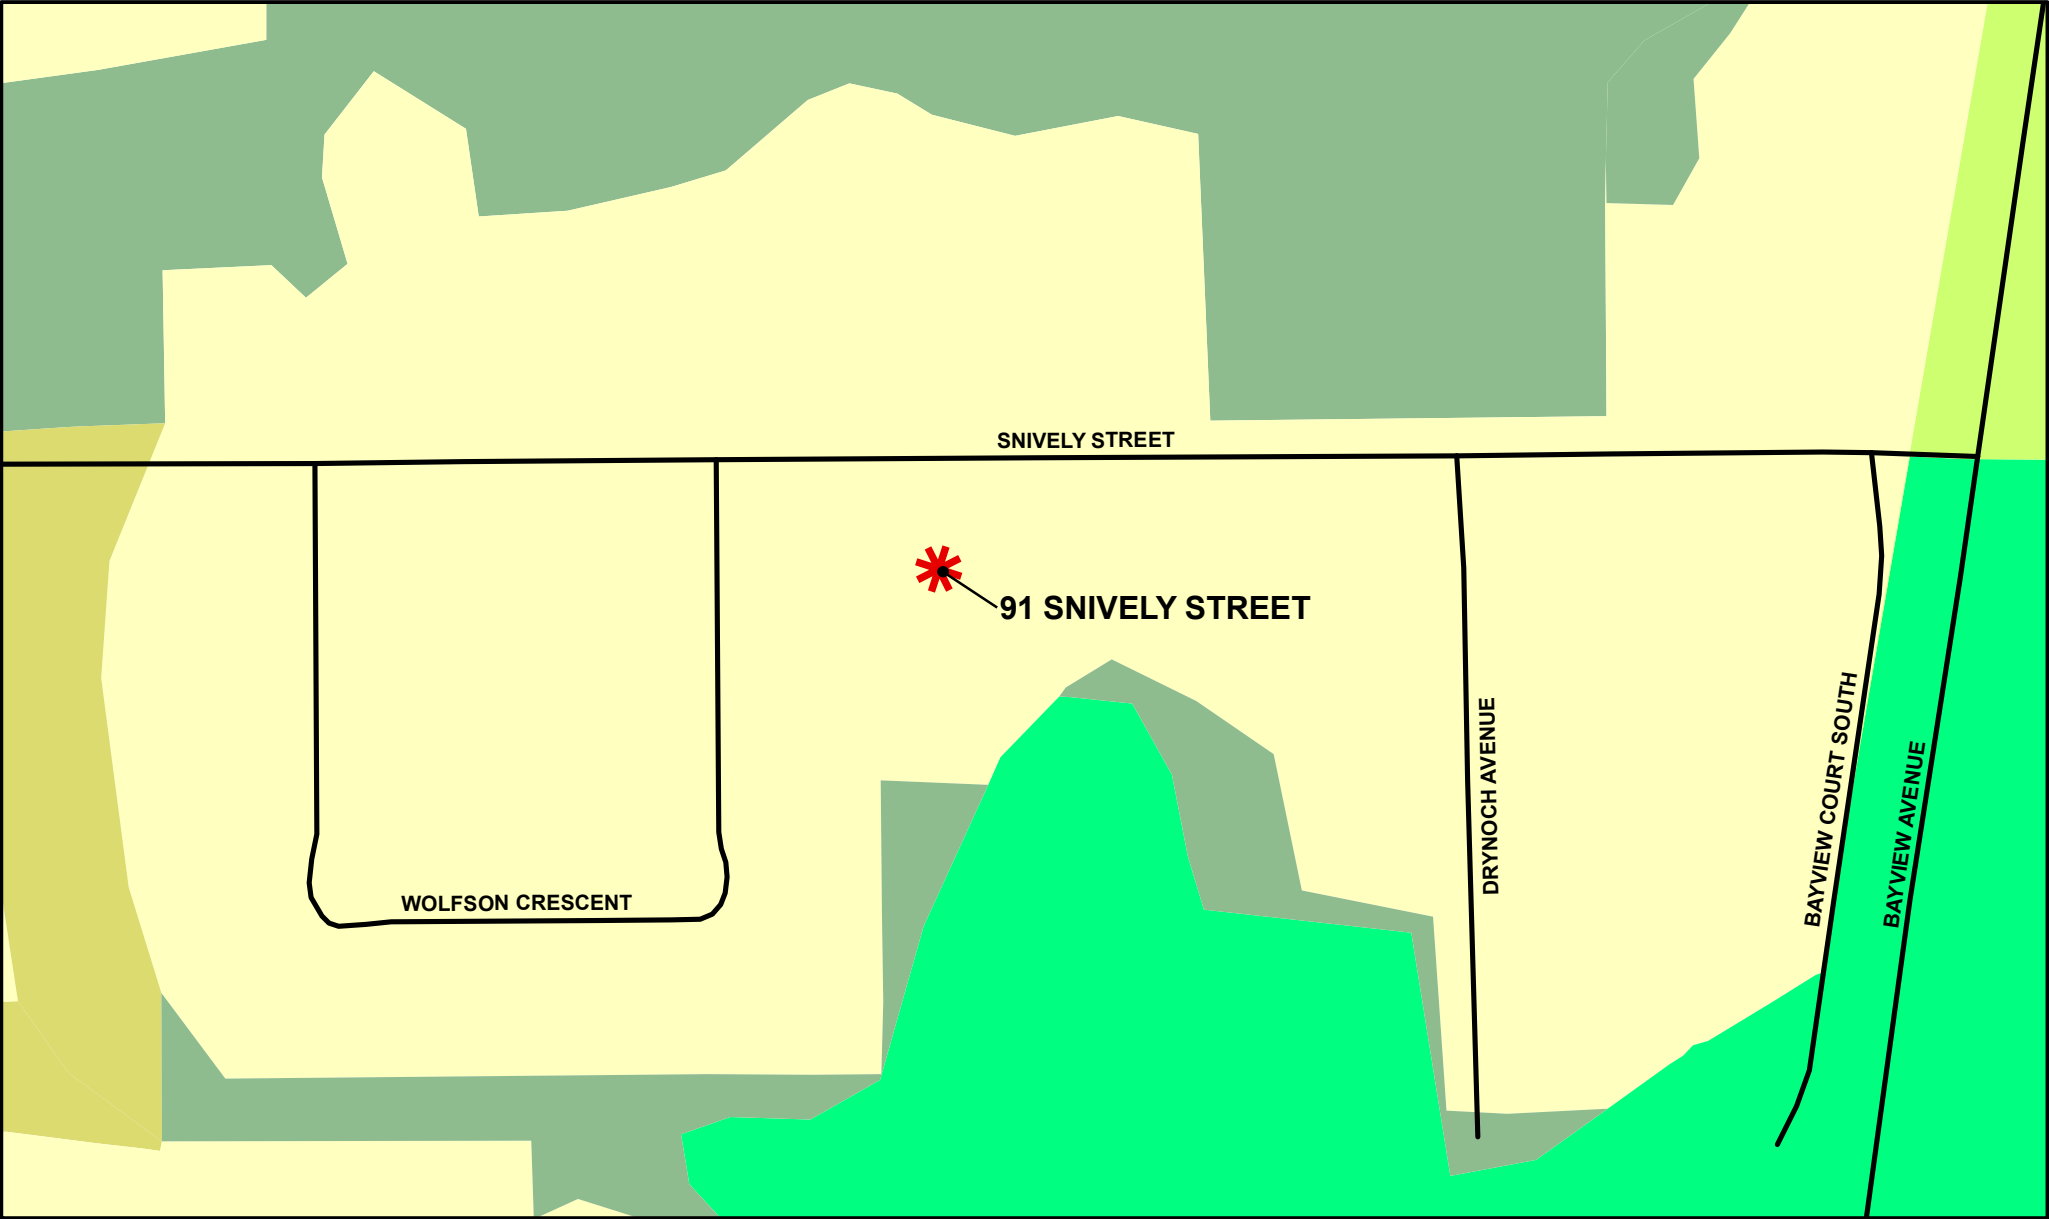 SNIVELY STREET
91 SNIVELY STREET
DRYNOCH AVENUE
BAYVIEW COURT SOUTH
BAYVIEW AVENUE
WOLFSON CRESCENT